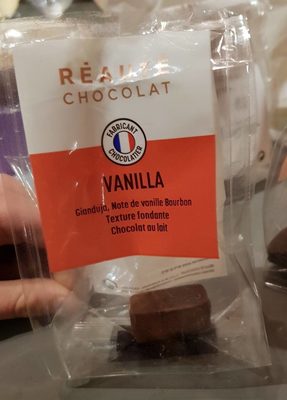 RÉAUTÉ
CHOCOLAT
FABRICANT
CHOCOLATIER
VANILLA
Gianduja, Note de vanille Bourbon
Texture fondante
Chocolat au lait